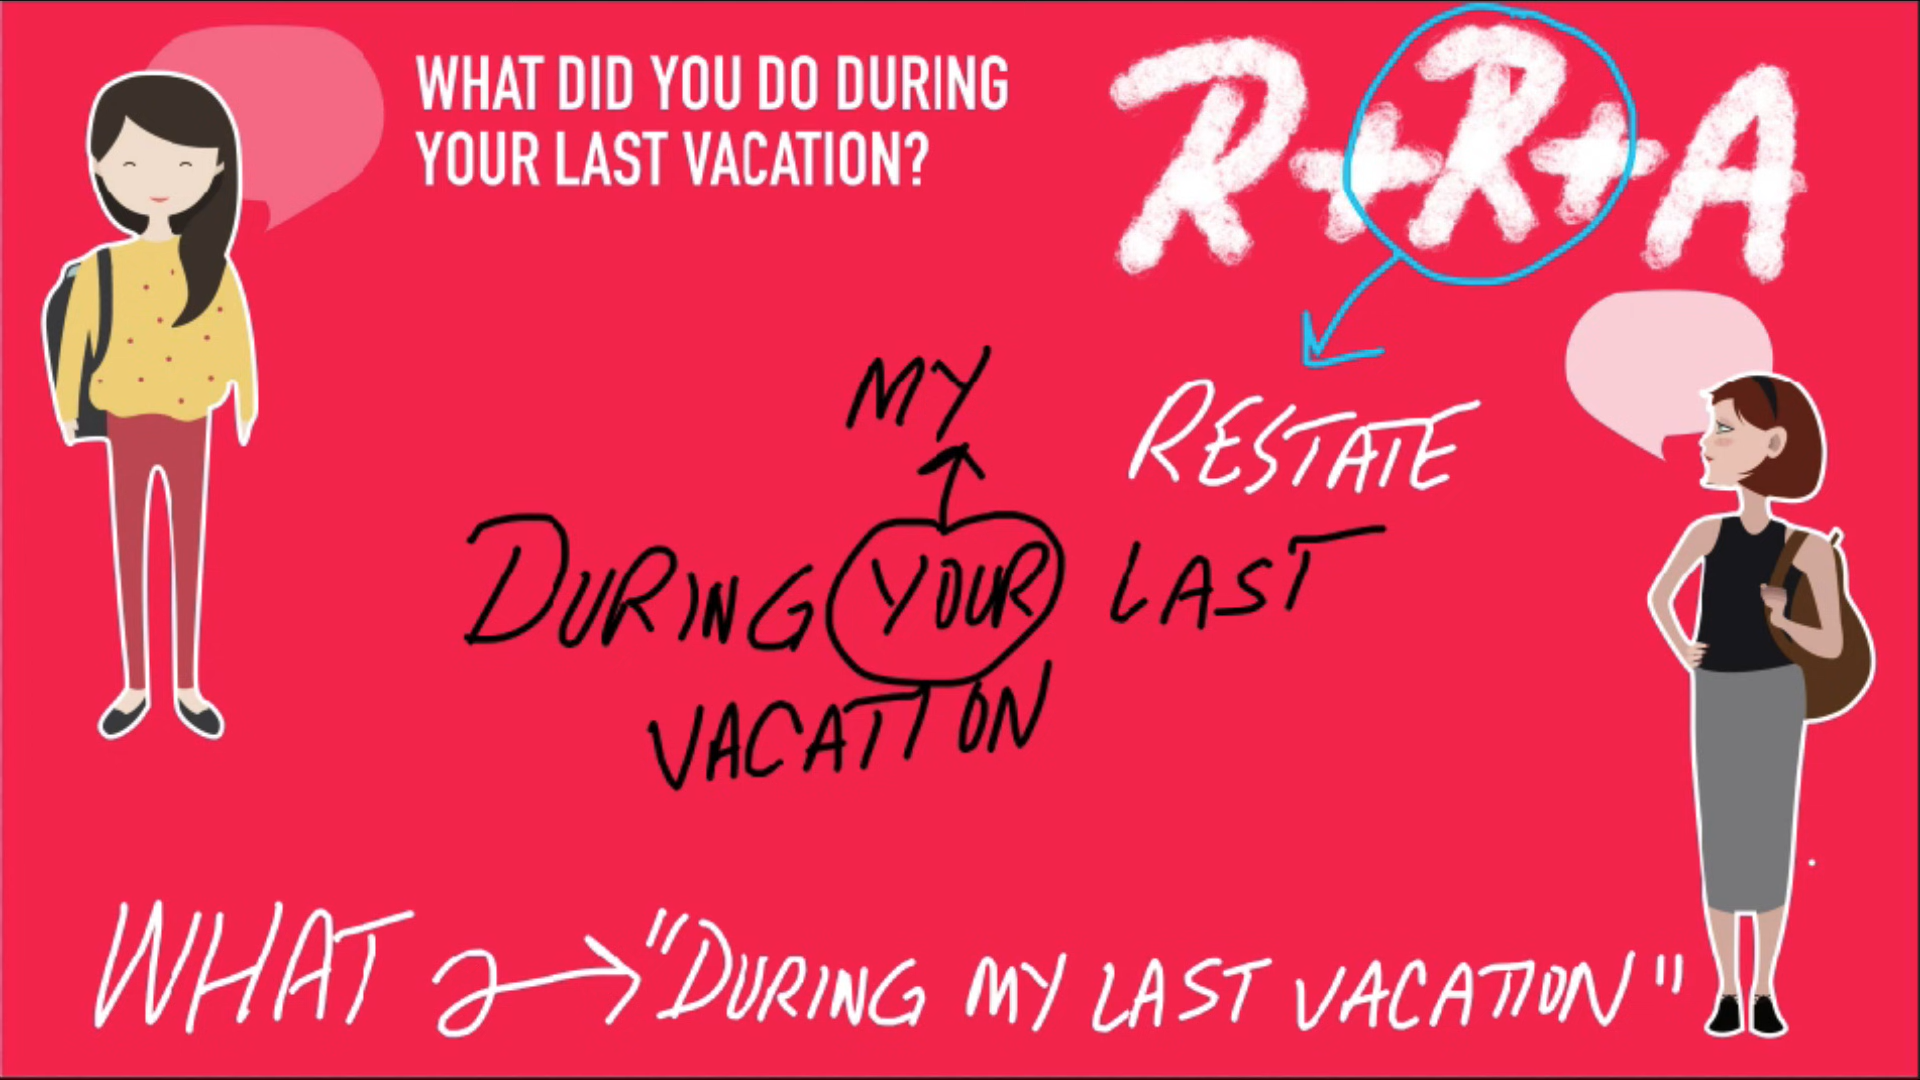 WHAT DID YOU DO DURING
YOUR LAST VACATION?
R+R+A
RESTATE
MY
DURING YOUR LAST
VACATION
WHAT → "DURING MY LAST VACATION"